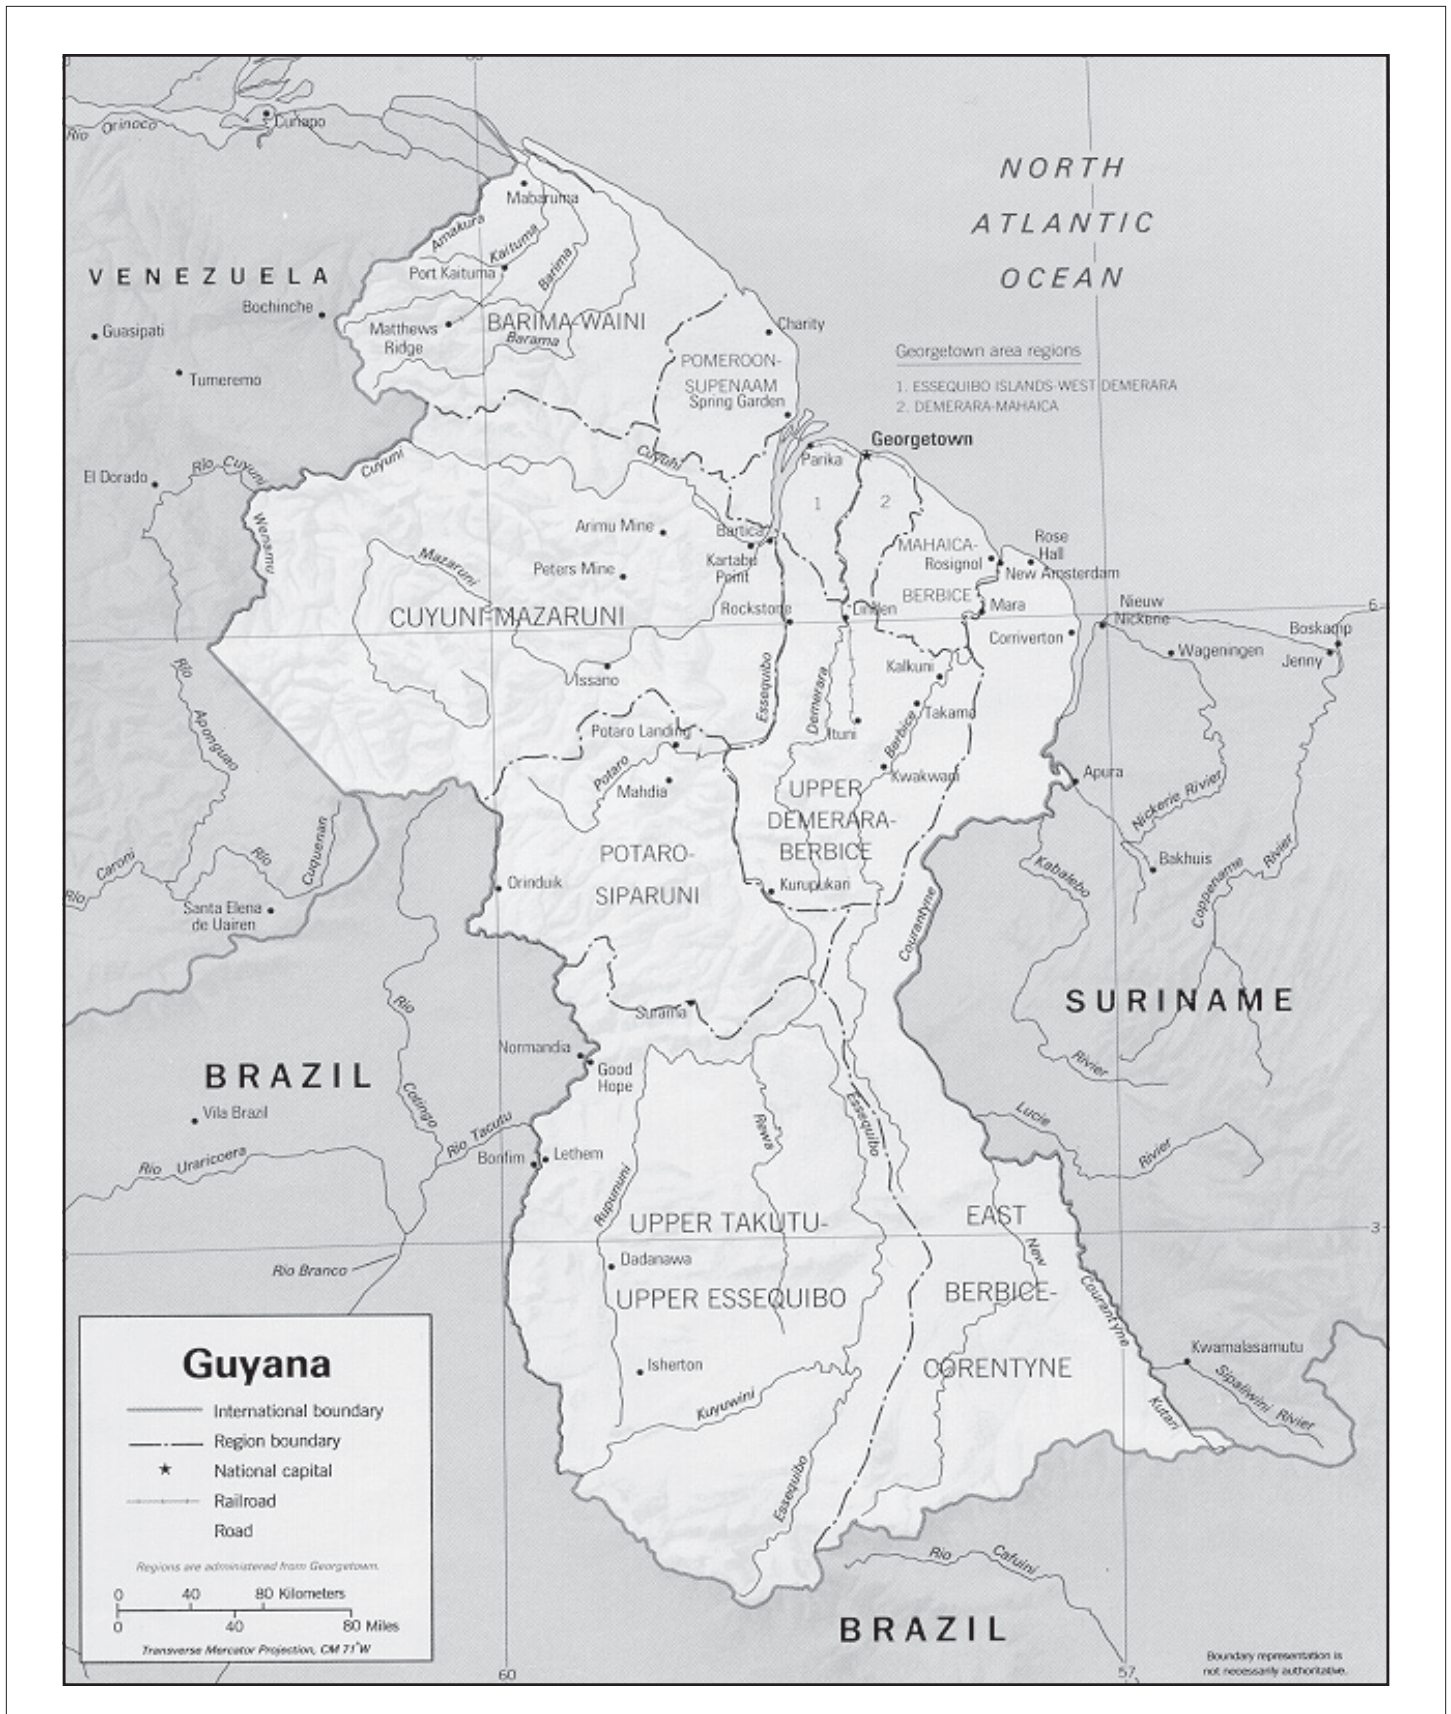 60
57
Rio Orinoco
Curiapo
NORTH
ATLANTIC
OCEAN
Mabaruma
Amakura
Kaituma
Barima
Port Kaituma
VENEZUELA
Bochinche
Guasipati
Tumeremo
Matthews
Ridge
BARIMA-WAINI
Barama
Charity
POMEROON-
SUPENAAM
Spring Garden
Georgetown area regions
1. ESSEQUIBO ISLANDS-WEST DEMERARA
2. DEMERARA-MAHAICA
Georgetown
Parika
El Dorado
Rio Cuyuni
Cuyuni
Cuyuni
Wenamu
1
2
Arimu Mine
Bartica
Kartabu
Point
Peters Mine
Mazaruni
CUYUNI-MAZARUNI
Rockstone
Linden
MAHAICA-
BERBICE
Rosignol
Rose
Hall
New Amsterdam
Mara
Corriverton
Nieuw
Nickerie
6
Boskamp
Jenny
Wageningen
Issano
Essequibo
Demerara
Kalkuni
Takama
Ituni
Berbice
Kwakwani
Rio
Aponguao
Potaro Landing
Potaro
Mahdia
UPPER
DEMERARA-
BERBICE
Apura
Nickerie Rivier
Bakhuis
Kabalebo
Coppename
Rivier
Rio Caroni
Rio
Cuquenan
Santa Elena
de Uairen
Orinduik
POTARO-
SIPARUNI
Kurupukari
Courantyne
SURINAME
Rio
Cotingo
Surama
Normandia
Good
Hope
Rivier
BRAZIL
Vila Brazil
Rio Uraricoera
Rio Tacutu
Bonfim
Lethem
Rewa
Essequibo
Lucie
Rivier
Rupununi
UPPER TAKUTU-
UPPER ESSEQUIBO
EAST
BERBICE-
CORENTYNE
New
3
Rio Branco
Dadanawa
Isherton
Courantyne
Kwamalasamutu
Sipaliwini Rivier
Kutari
Kuyuwini
Essequibo
Rio
Cafuini
BRAZIL
Guyana
International boundary
Region boundary
National capital
Railroad
Road
Regions are administered from Georgetown.
0 40 80 Kilometers
0 40 80 Miles
Transverse Mercator Projection, CM 71°W
60
57
Boundary representation is
not necessarily authoritative.